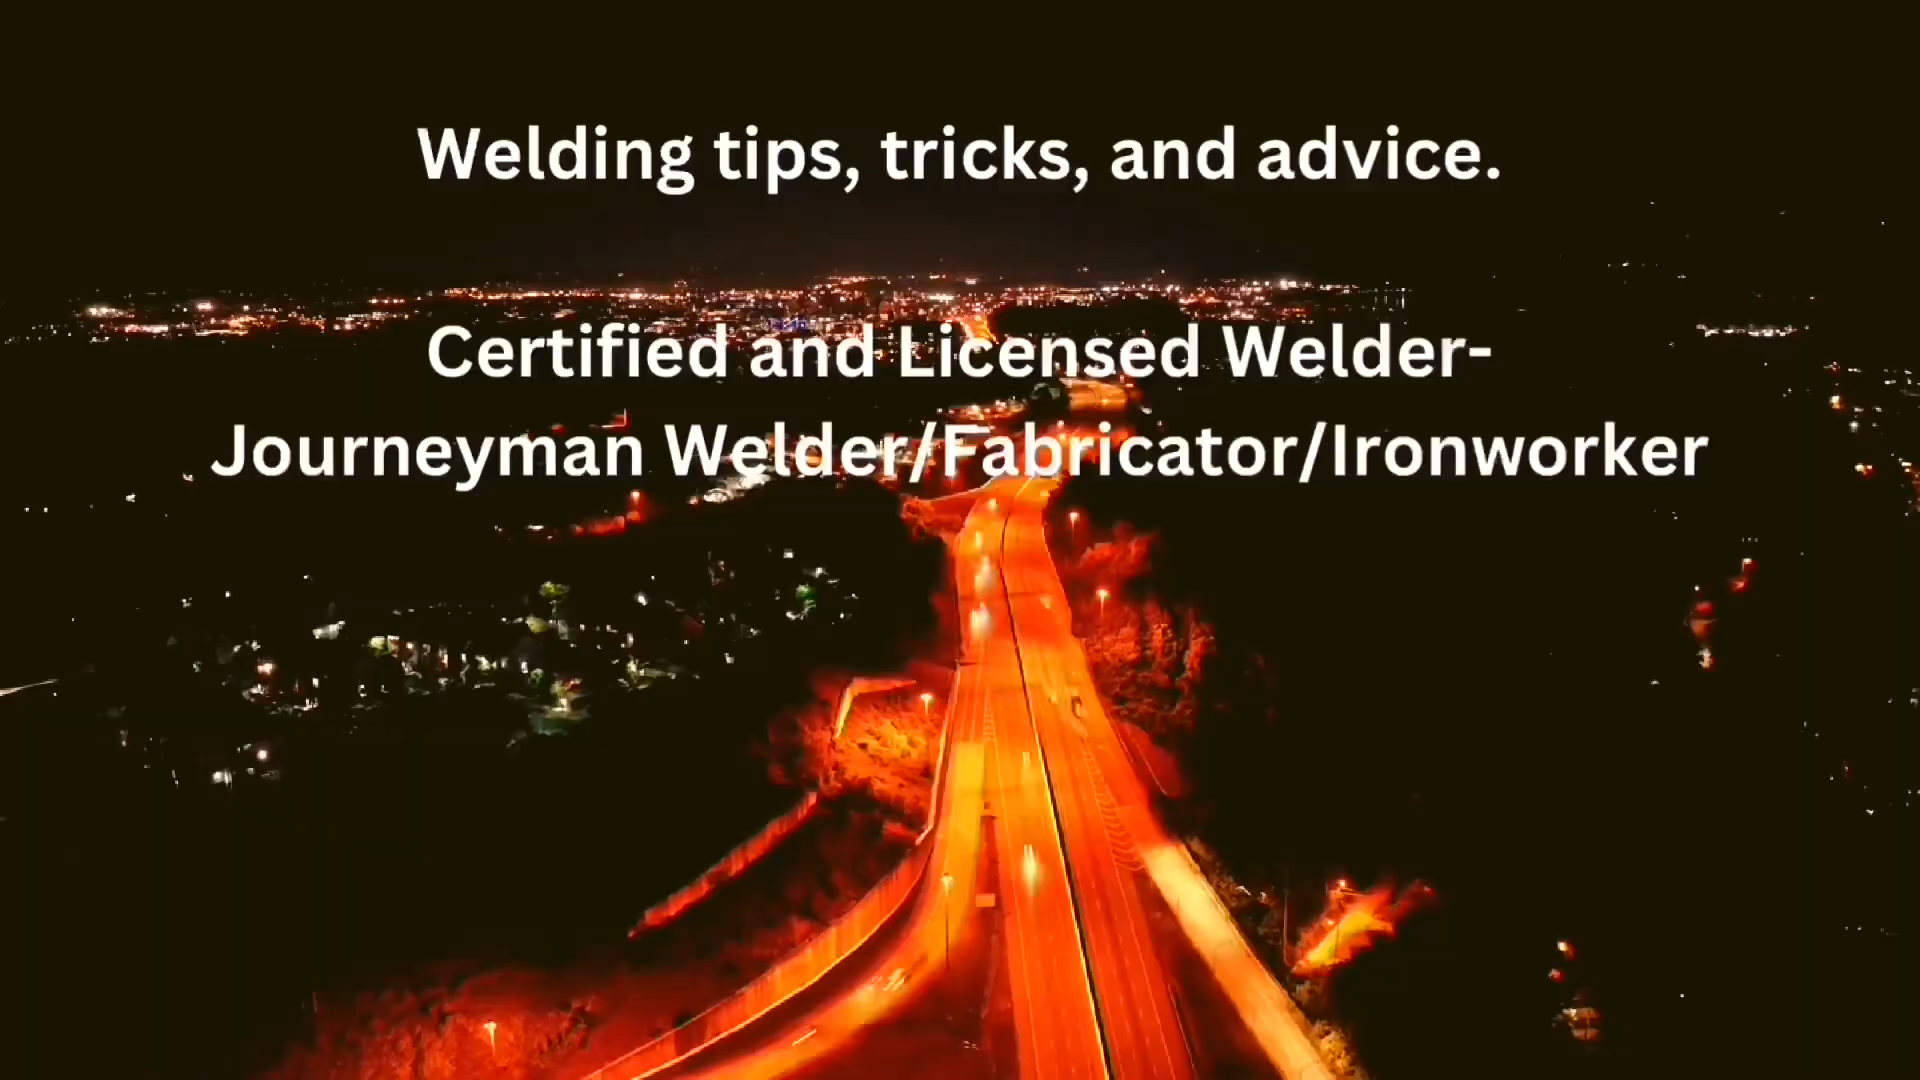 Welding tips, tricks, and advice.
Certified and Licensed Welder-
Journeyman Welder/Fabricator/Ironworker